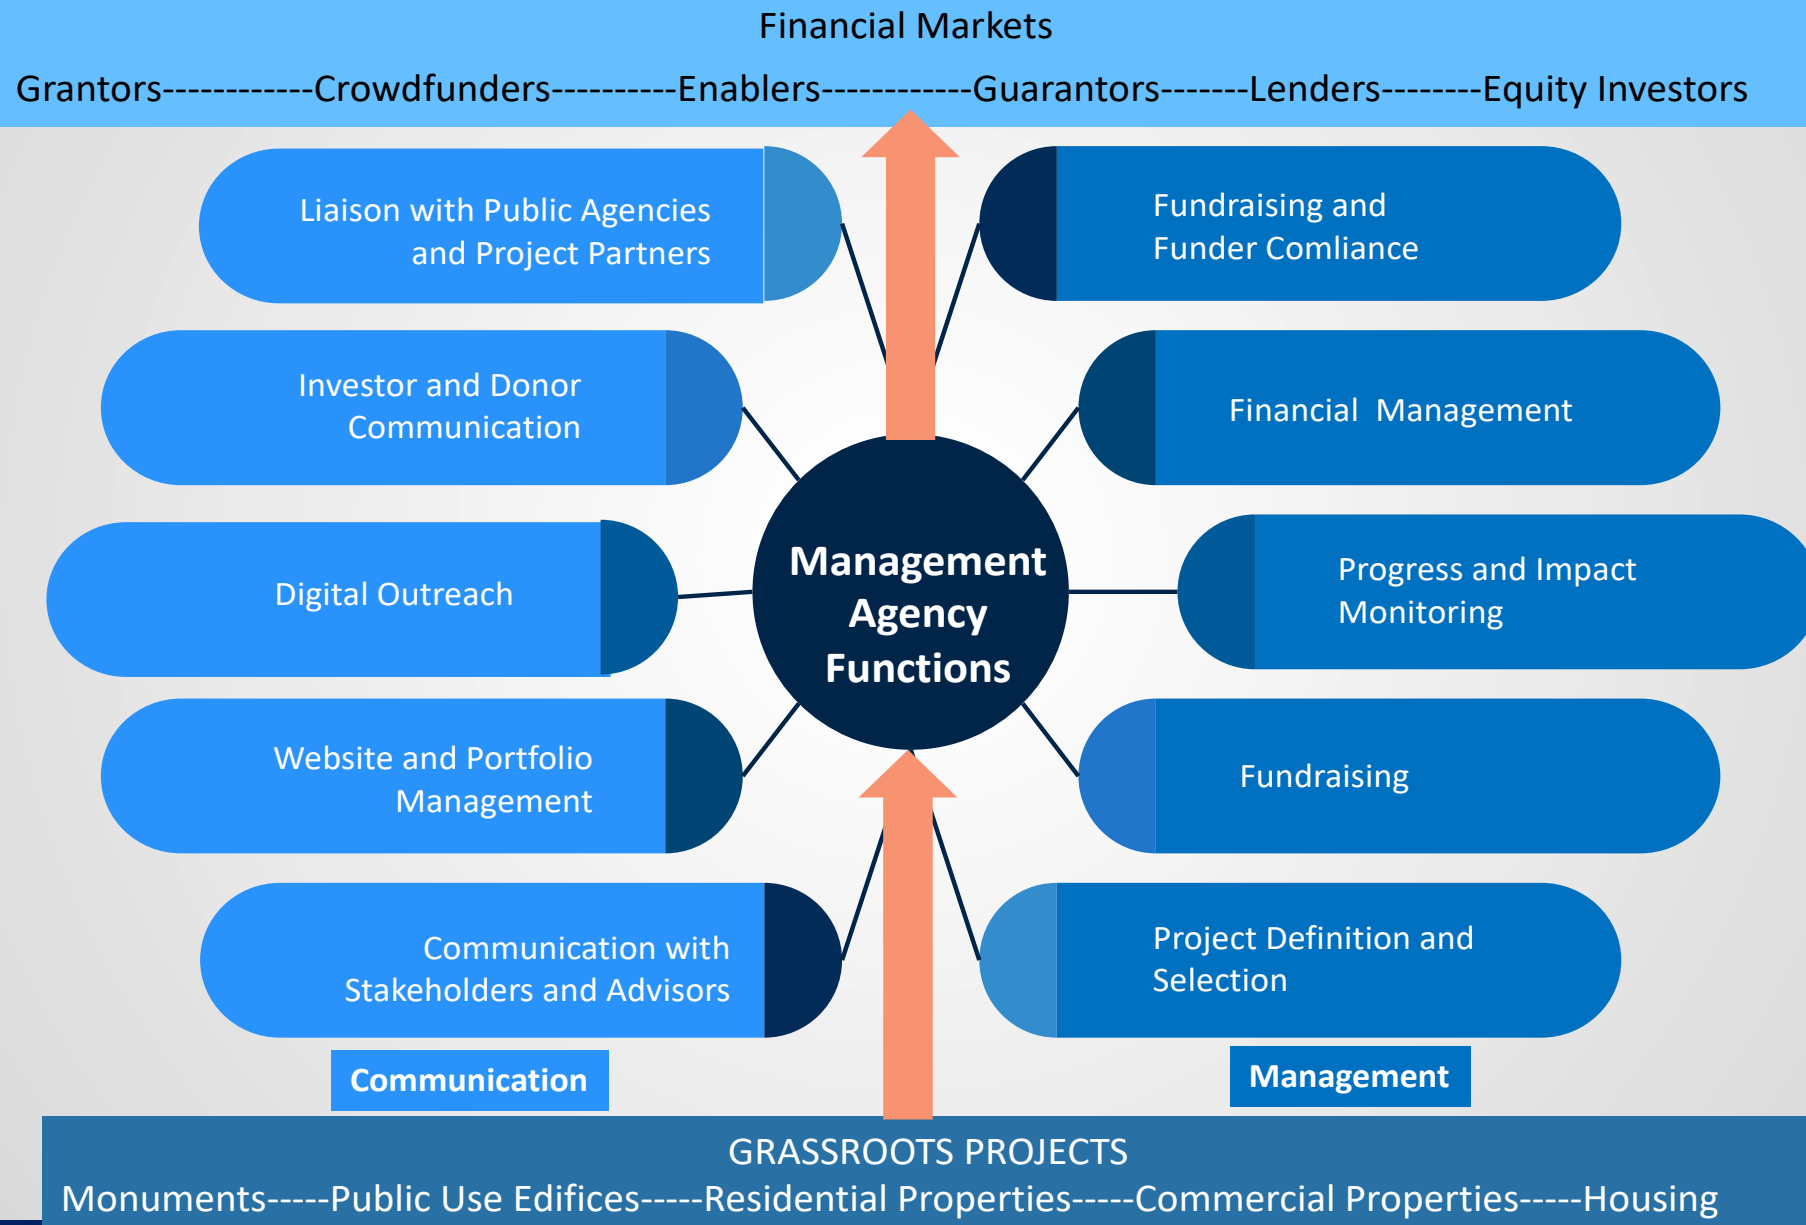 Financial Markets
Grantors------------Crowdfunders----------Enablers------------Guarantors-------Lenders--------Equity Investors
Liaison with Public Agencies
and Project Partners
Investor and Donor
Communication
Digital Outreach
Website and Portfolio
Management
Communication with
Stakeholders and Advisors
Communication
Management
Agency
Functions
Fundraising and
Funder Comliance
Financial  Management
Progress and Impact
Monitoring
Fundraising
Project Definition and
Selection
Management
GRASSROOTS PROJECTS
Monuments-----Public Use Edifices-----Residential Properties-----Commercial Properties-----Housing